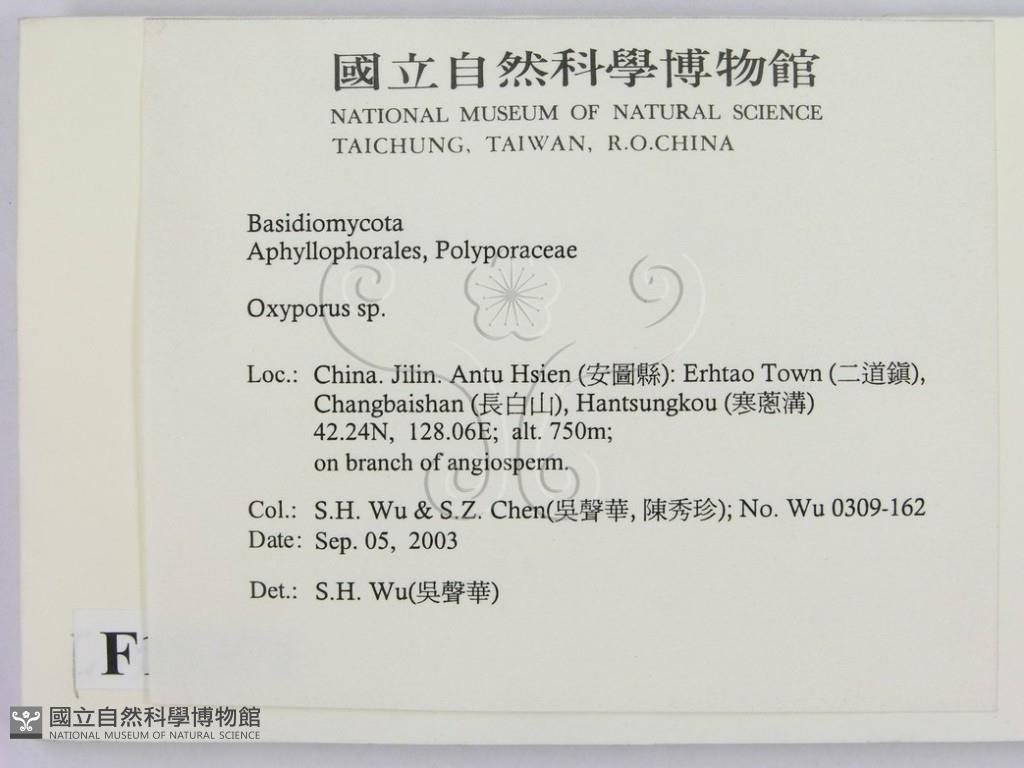 國立自然科學博物館
NATIONAL MUSEUM OF NATURAL SCIENCE
TAICHUNG, TAIWAN, R.O.CHINA
Basidiomycota
Aphyllophorales, Polyporaceae
Oxyporus sp.
Loc.: China. Jilin. Antu Hsien (安圖縣): Erhtao Town (二道鎭),
Changbaishan (長白山), Hantsungkou (寒蔥溝)
42.24N, 128.06E; alt. 750m;
on branch of angiosperm.
Col.: S.H. Wu & S.Z. Chen(吳聲華, 陳秀珍); No. Wu 0309-162
Date: Sep. 05, 2003
Det.: S.H. Wu(吳聲華)
國立自然科學博物館
NATIONAL MUSEUM OF NATURAL SCIENCE